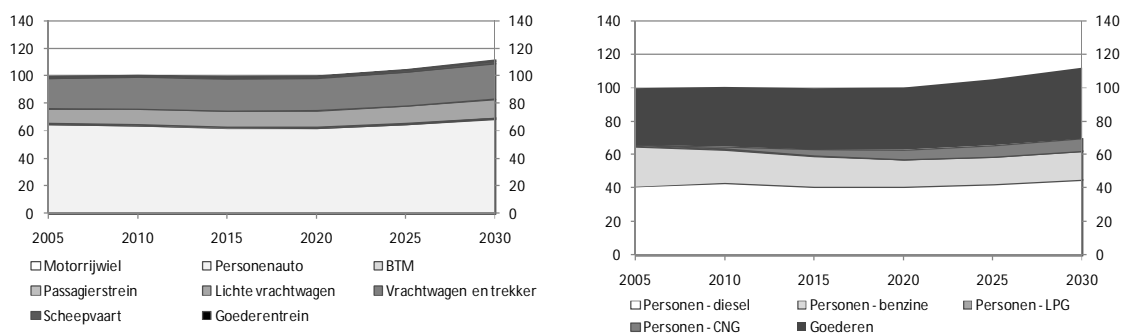 140 140
120 120
100 100
80 80
60 60
40 40
20 20
0 0
2005 2010 2015 2020 2025 2030
Motorrijwiel Personenauto BTM
Passagierstrein Lichte vrachtwagen Vrachtwagen en trekker
Scheepvaart Goederentrein
140 140
120 120
100 100
80 80
60 60
40 40
20 20
0 0
2005 2010 2015 2020 2025 2030
Personen - diesel Personen - benzine Personen - LPG
Personen - CNG Goederen